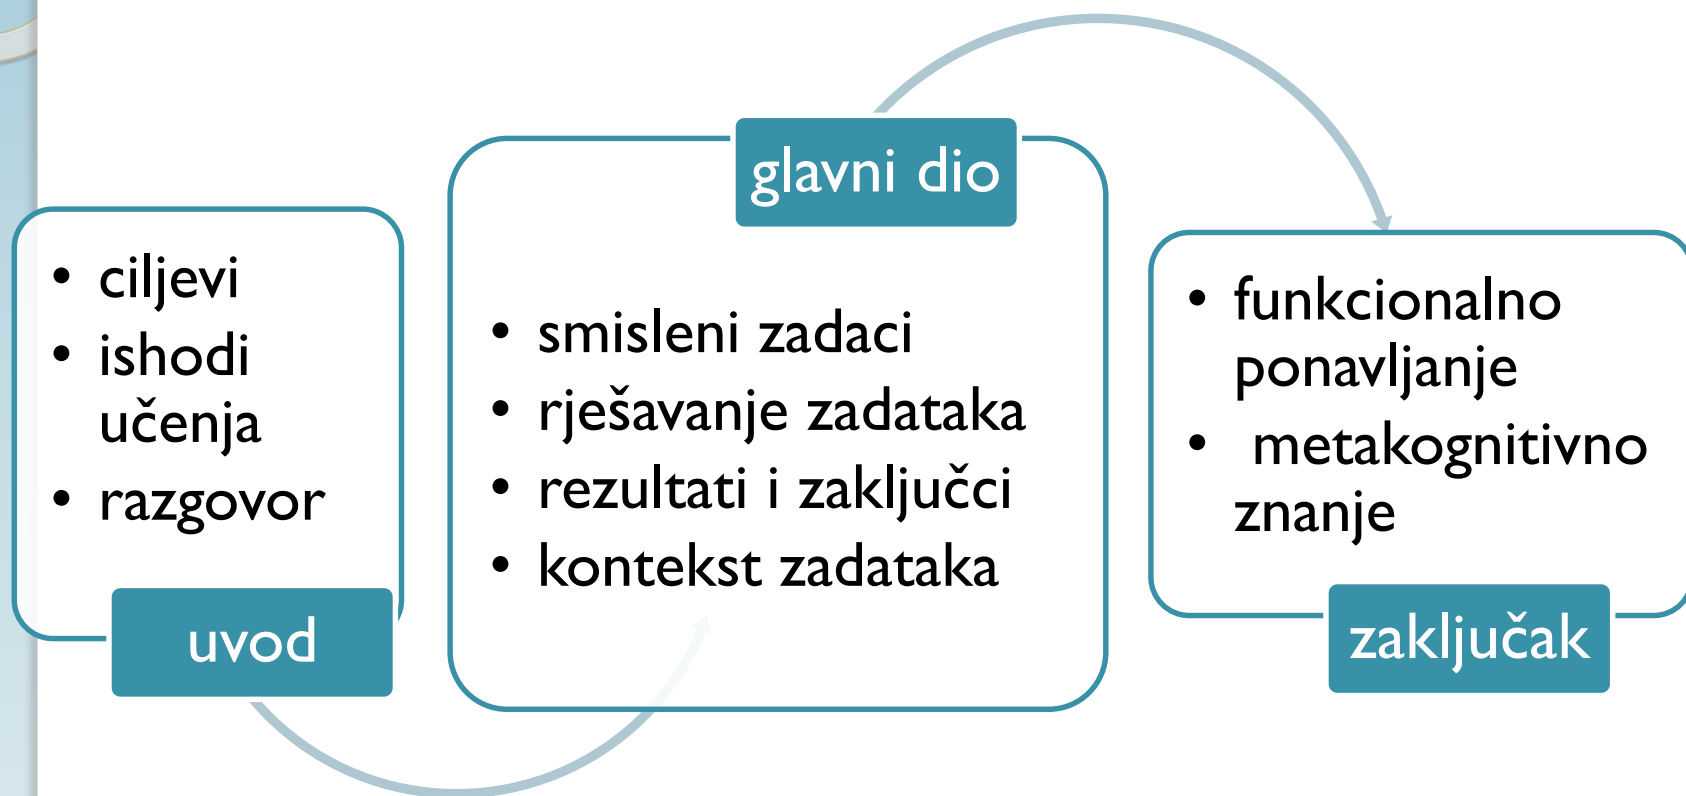 • ciljevi
• ishodi
učenja
• razgovor
uvod
glavni dio
• smisleni zadaci
• rješavanje zadataka
• rezultati i zaključci
• kontekst zadataka
• funkcionalno
ponavljanje
• metakognitivno
znanje
zaključak